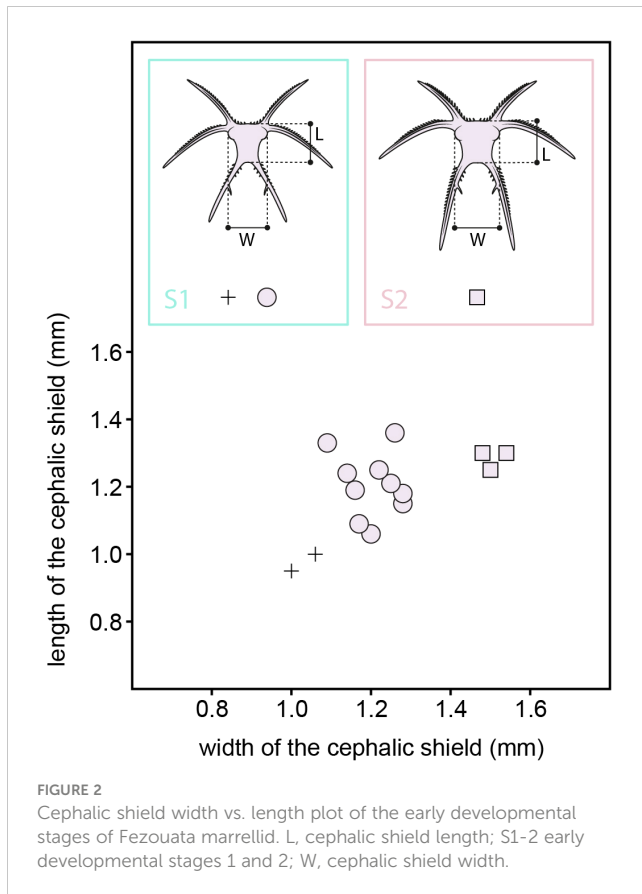 L
W
S1
L
W
S2
length of the cephalic shield (mm)
1.6
1.4
1.2
1.0
0.8
0.8 1.0 1.2 1.4 1.6
width of the cephalic shield (mm)
FIGURE 2
Cephalic shield width vs. length plot of the early developmental
stages of Fezouata marrellid. L, cephalic shield length; S1-2 early
developmental stages 1 and 2; W, cephalic shield width.